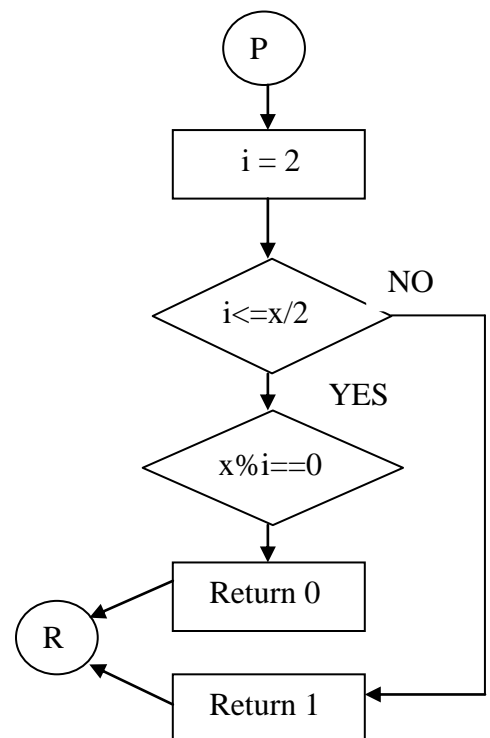 P
i = 2
i<=x/2
NO
YES
x%i==0
Return 0
R
Return 1